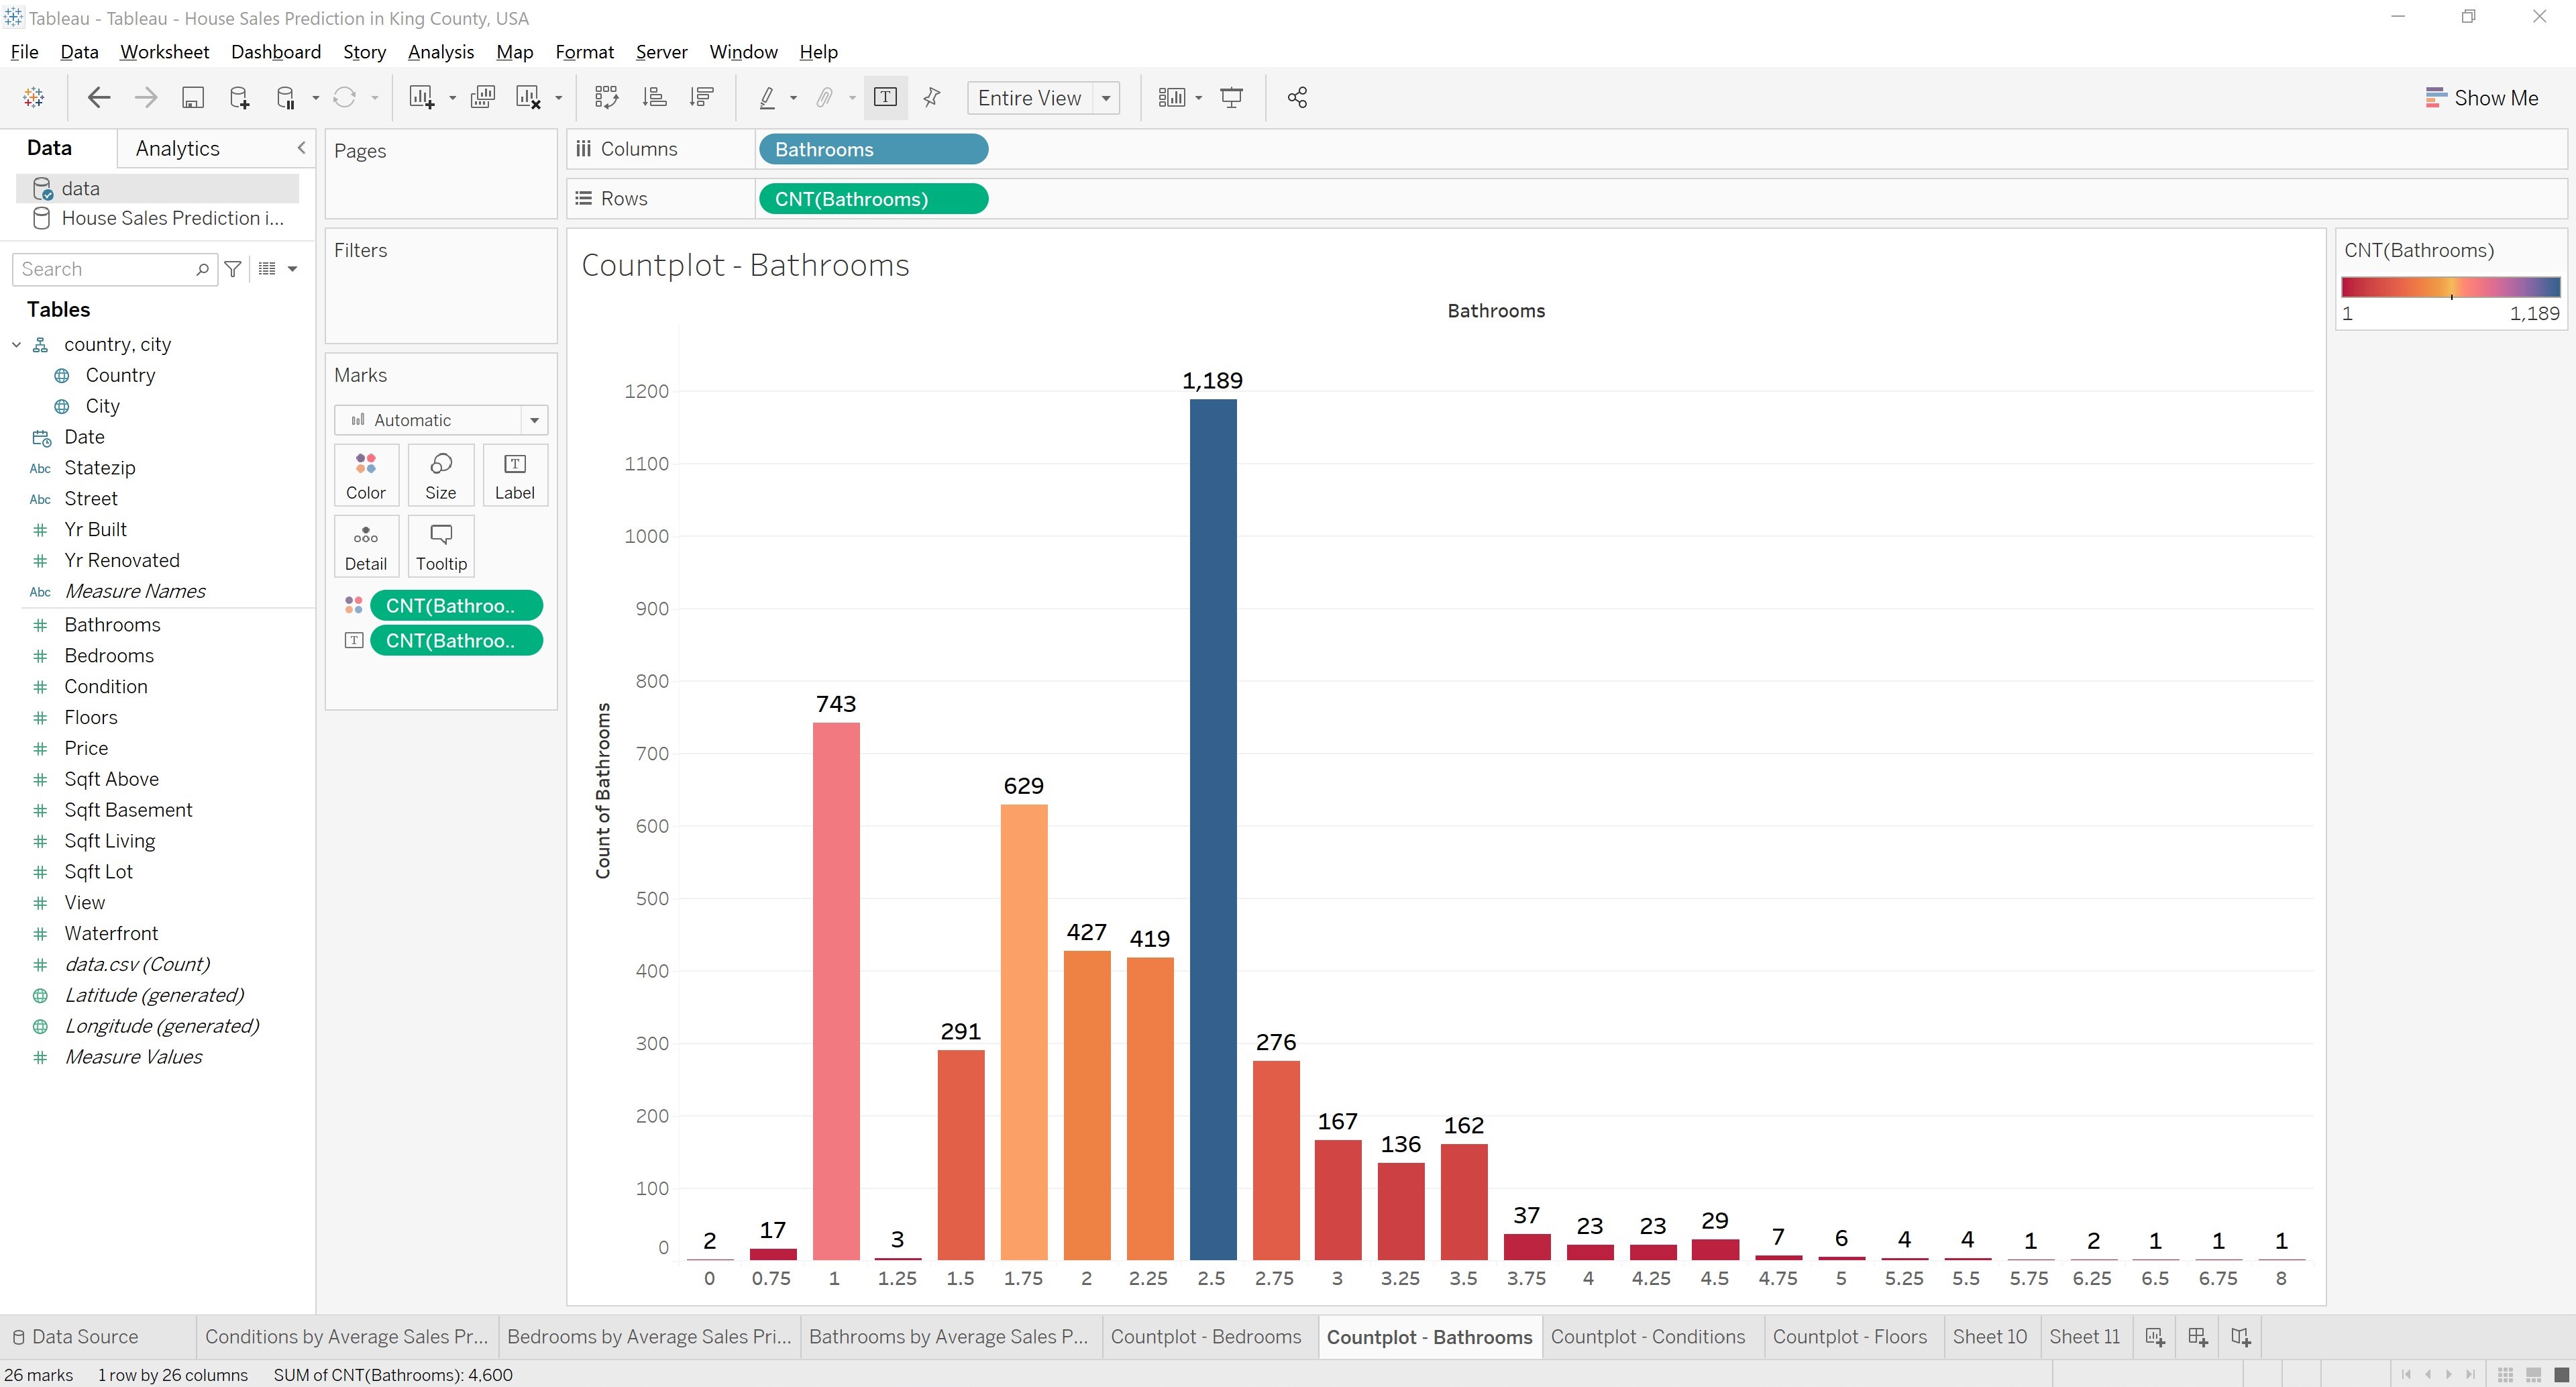 Tableau - Tableau - House Sales Prediction in King County, USA
File Data Worksheet Dashboard Story Analysis Map Format Server Window Help
Entire View
Show Me
Data Analytics
data
House Sales Prediction i...
Search
Tables
country, city
Country
City
Date
Abc Statezip
Abc Street
Yr Built
Yr Renovated
Abc Measure Names
Bathrooms
Bedrooms
Condition
Floors
Price
Sqft Above
Sqft Basement
Sqft Living
Sqft Lot
View
Waterfront
data.csv (Count)
Latitude (generated)
Longitude (generated)
Measure Values
Pages
Filters
Marks
Automatic
Color Size Label
Detail Tooltip
CNT(Bathroo..
CNT(Bathroo..
Columns Bathrooms
Rows CNT(Bathrooms)
Countplot - Bathrooms
Bathrooms
Count of Bathrooms
1200
1100
1000
900
800
700
600
500
400
300
200
100
0
2 17 743 3 291 629 427 419 1,189 276 167 136 162 37 23 23 29 7 6 4 4 1 2 1 1 1
0 0.75 1 1.25 1.5 1.75 2 2.25 2.5 2.75 3 3.25 3.5 3.75 4 4.25 4.5 4.75 5 5.25 5.5 5.75 6.25 6.5 6.75 8
CNT(Bathrooms)
1 1,189
Data Source Conditions by Average Sales Pr... Bedrooms by Average Sales Pri... Bathrooms by Average Sales P... Countplot - Bedrooms Countplot - Bathrooms Countplot - Conditions Countplot - Floors Sheet 10 Sheet 11
26 marks 1 row by 26 columns SUM of CNT(Bathrooms): 4,600